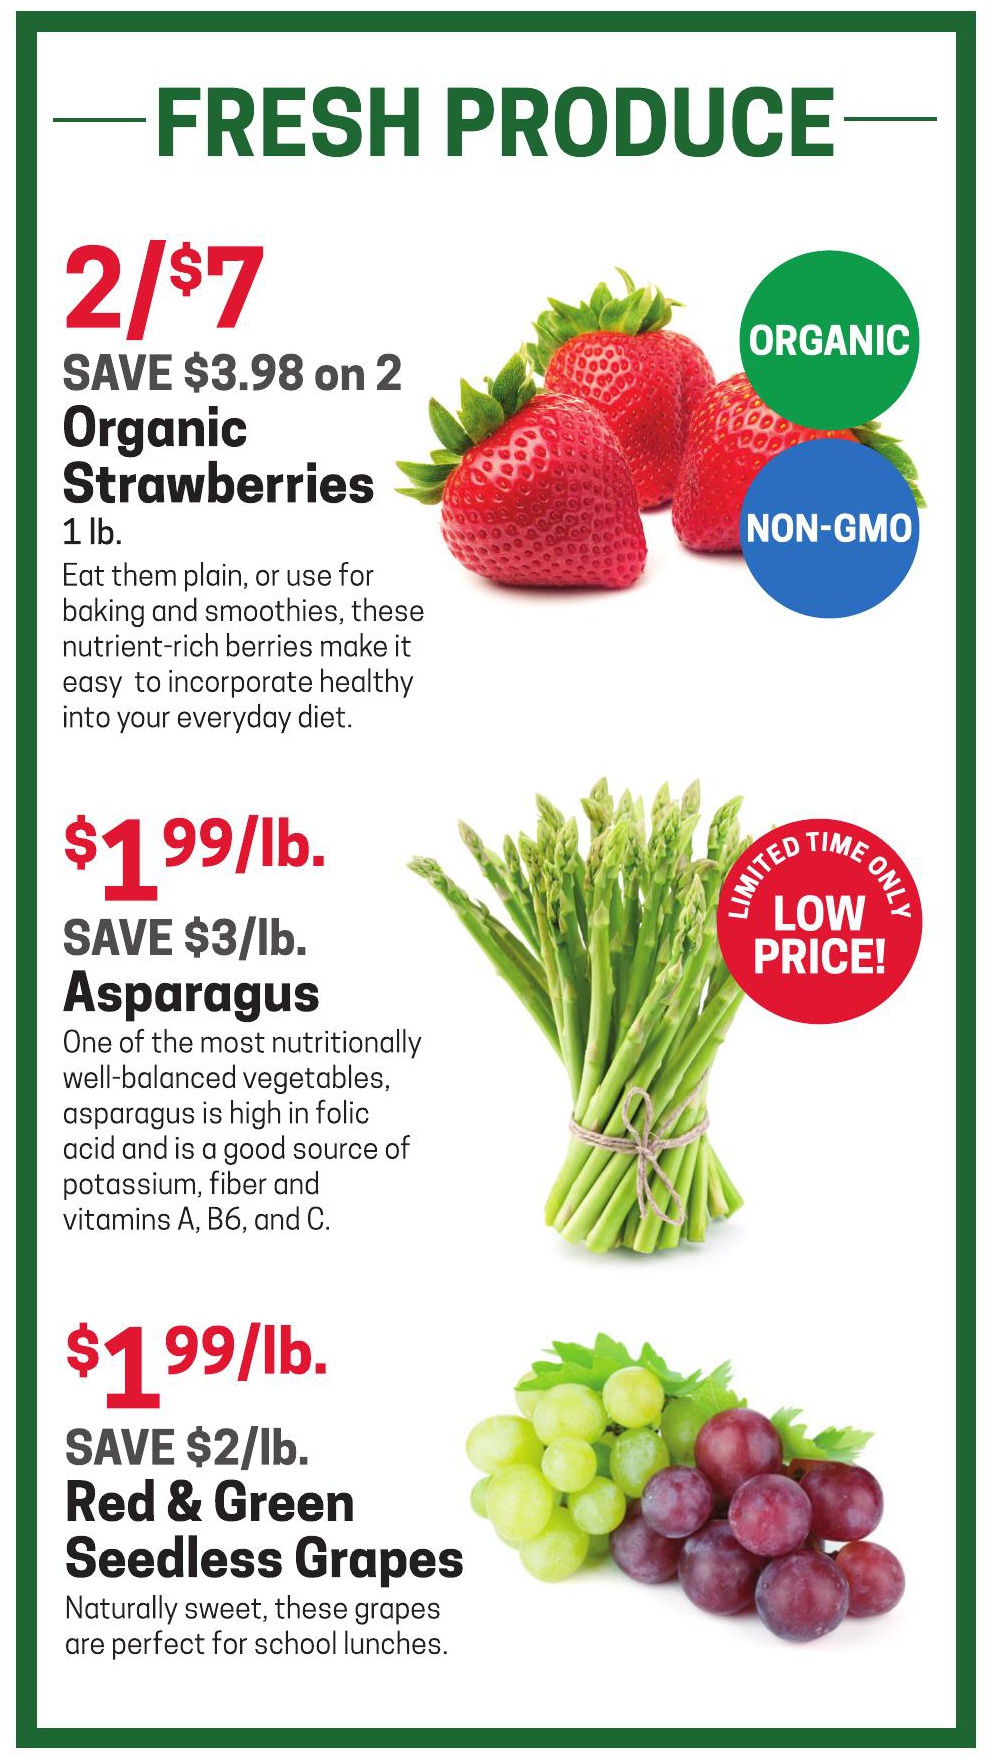 FRESH PRODUCE
2/$7
SAVE $3.98 on 2
Organic
Strawberries
1 lb.
Eat them plain, or use for
baking and smoothies, these
nutrient-rich berries make it
easy  to incorporate healthy
into your everyday diet.
ORGANIC
NON-GMO
$1 99/lb.
SAVE $3/lb.
Asparagus
One of the most nutritionally
well-balanced vegetables,
asparagus is high in folic
acid and is a good source of
potassium, fiber and
vitamins A, B6, and C.
LIMITED TIME ONLY
LOW
PRICE!
$1 99/lb.
SAVE $2/lb.
Red & Green
Seedless Grapes
Naturally sweet, these grapes
are perfect for school lunches.